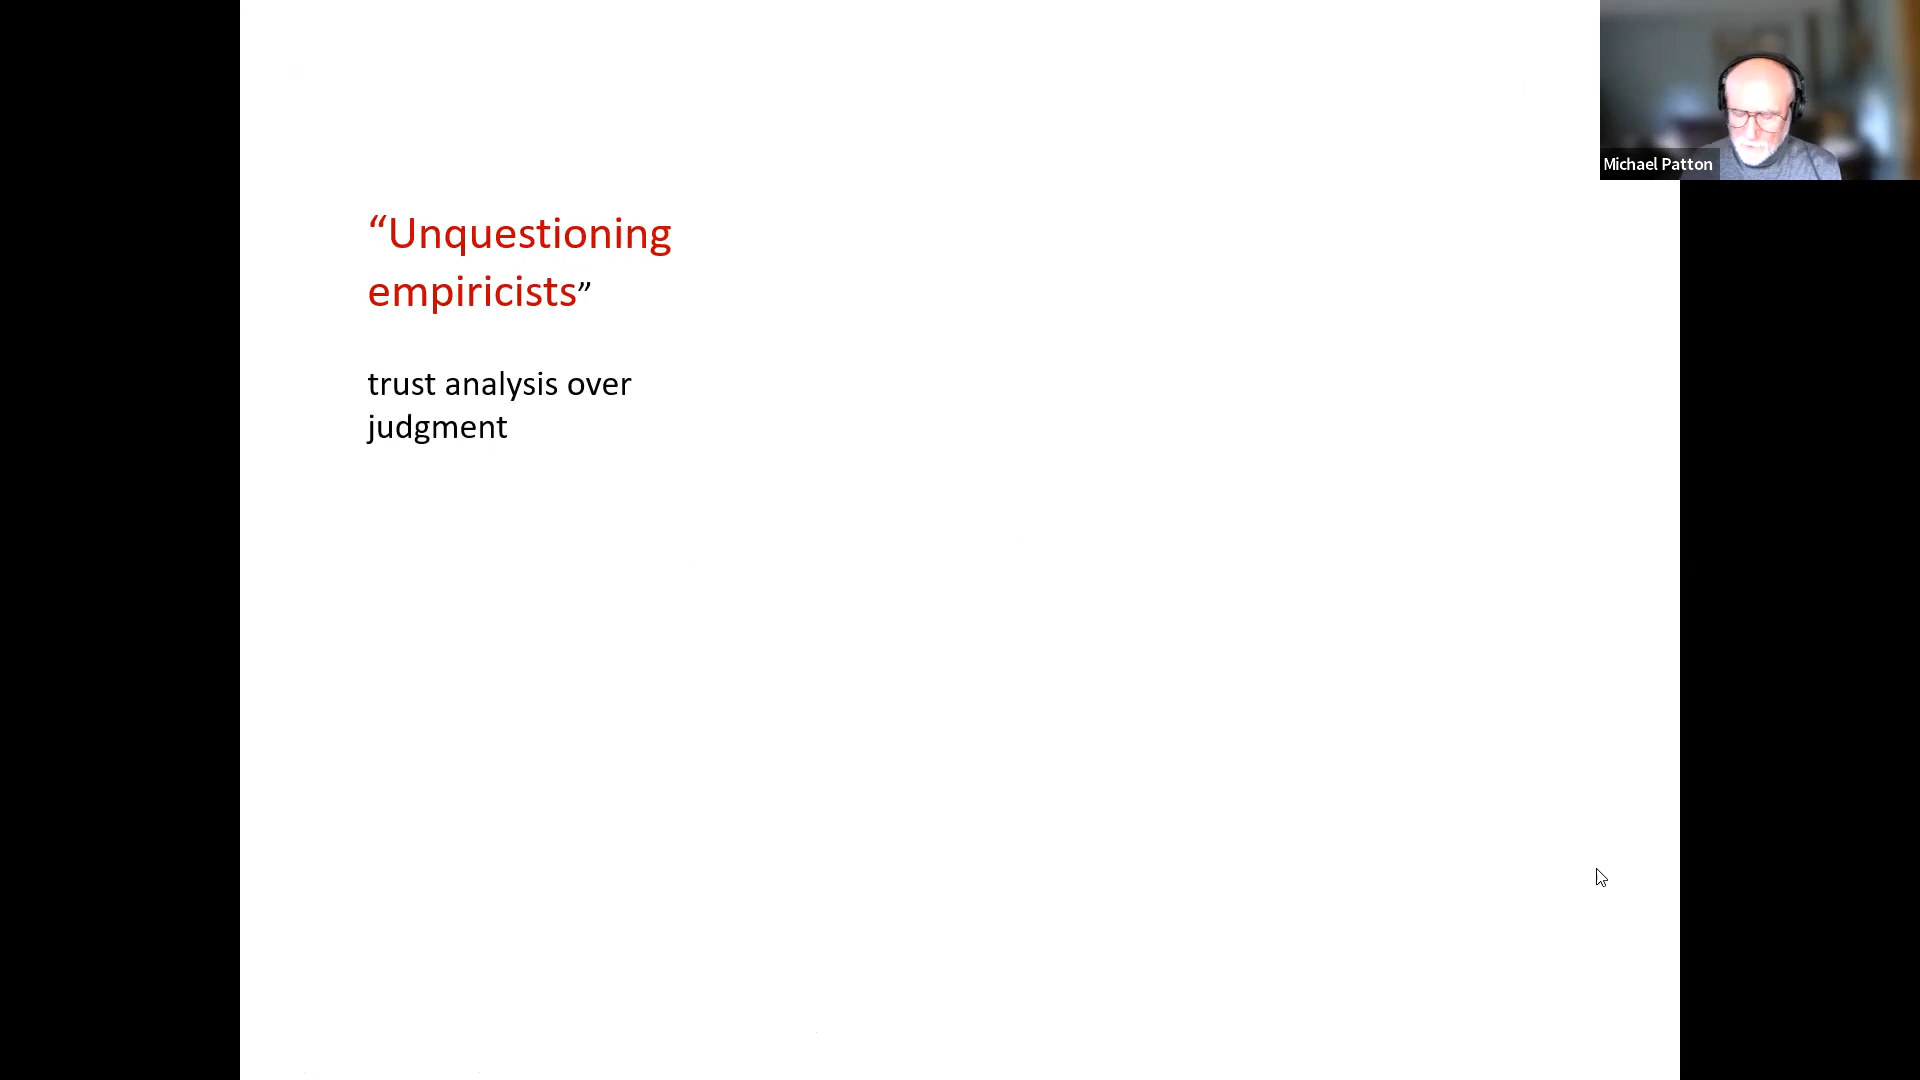 “Unquestioning
empiricists”
trust analysis over
judgment
Michael Patton